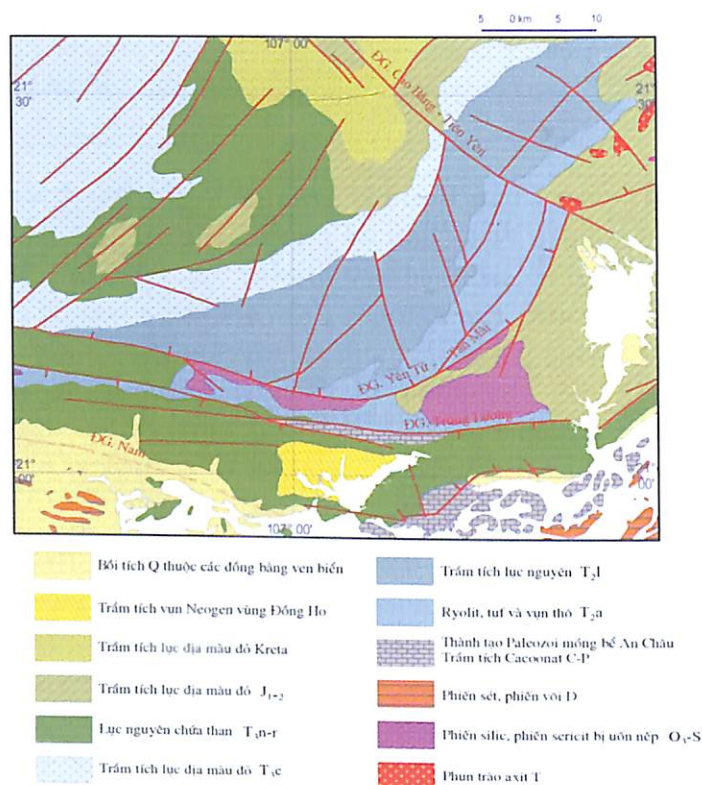 5 0 km 5 10
107° 00'
21°
30'
21°
30'
ĐG. Cao Bằng - Tiên Yên
ĐG. Yên Tử - Tấn Mài
ĐG. Trung Lương
ĐG. Nam
21°
00'
21°
00'
107° 00'
Bồi tích Q thuộc các đồng bằng ven biển
Trầm tích vụn Neogen vùng Đồng Ho
Trầm tích lục địa màu đỏ Kreta
Trầm tích lục địa màu đỏ J₁₋₂
Lục nguyên chứa than T₃n-r
Trầm tích lục địa màu đỏ T₃c
Trầm tích lục nguyên T₂l
Ryolit, tuf và vụn thô T₂a
Thành tạo Paleozoi móng bể An Châu
Trầm tích Cacbonat C-P
Phiến sét, phiến vôi D
Phiến silic, phiến sericit bị uốn nếp O₃-S
Phun trào axit T